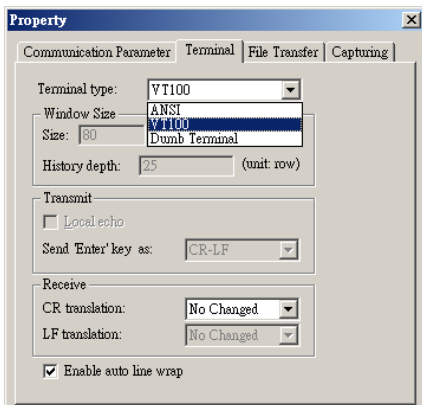 Property
Communication Parameter Terminal File Transfer Capturing
Terminal type: VT100
ANSI
VT100
Dumb Terminal
Window Size
Size: 80
History depth: 25 (unit: row)
Transmit
Local echo
Send 'Enter' key as: CR-LF
Receive
CR translation: No Changed
LF translation: No Changed
Enable auto line wrap